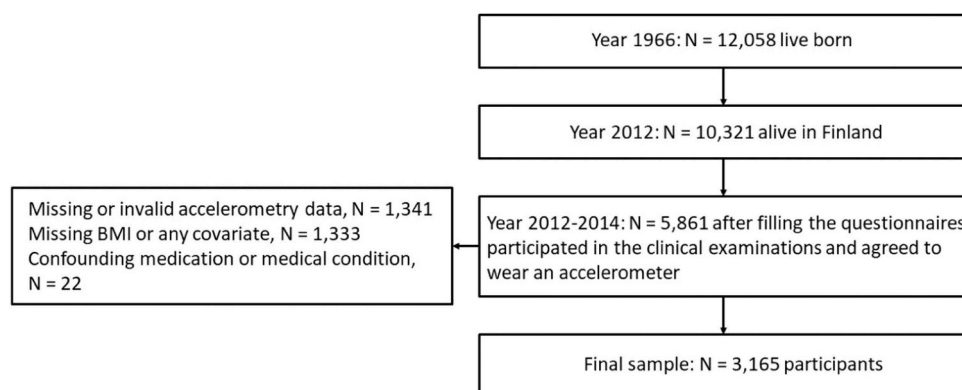 Year 1966: N = 12,058 live born
Year 2012: N = 10,321 alive in Finland
Missing or invalid accelerometry data, N = 1,341
Missing BMI or any covariate, N = 1,333
Confounding medication or medical condition,
N = 22
Year 2012-2014: N = 5,861 after filling the questionnaires
participated in the clinical examinations and agreed to
wear an accelerometer
Final sample: N = 3,165 participants